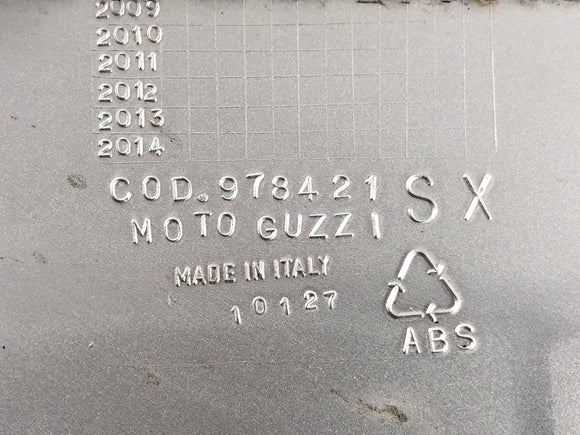 2009
2010
2011
2012
2013
2014
COD.978421 SX
MOTO GUZZI
MADE IN ITALY
10127
ABS